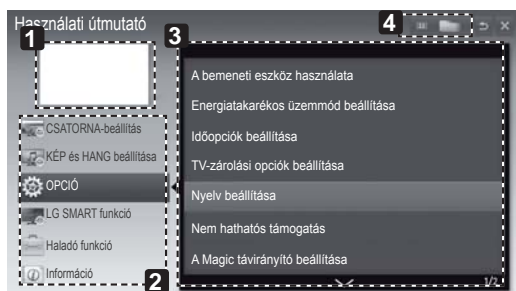 Használati útmutató
4
1
3
A bemeneti eszköz használata
Energiatakarékos üzemmód beállítása
CSATORNA-beállítás
Időopciók beállítása
KÉP és HANG beállítása
TV-zárolási opciók beállítása
OPCIÓ
Nyelv beállítása
LG SMART funkció
Nem hathatós támogatás
Haladó funkció
A Magic távirányító beállítása
Információ
2
1/2